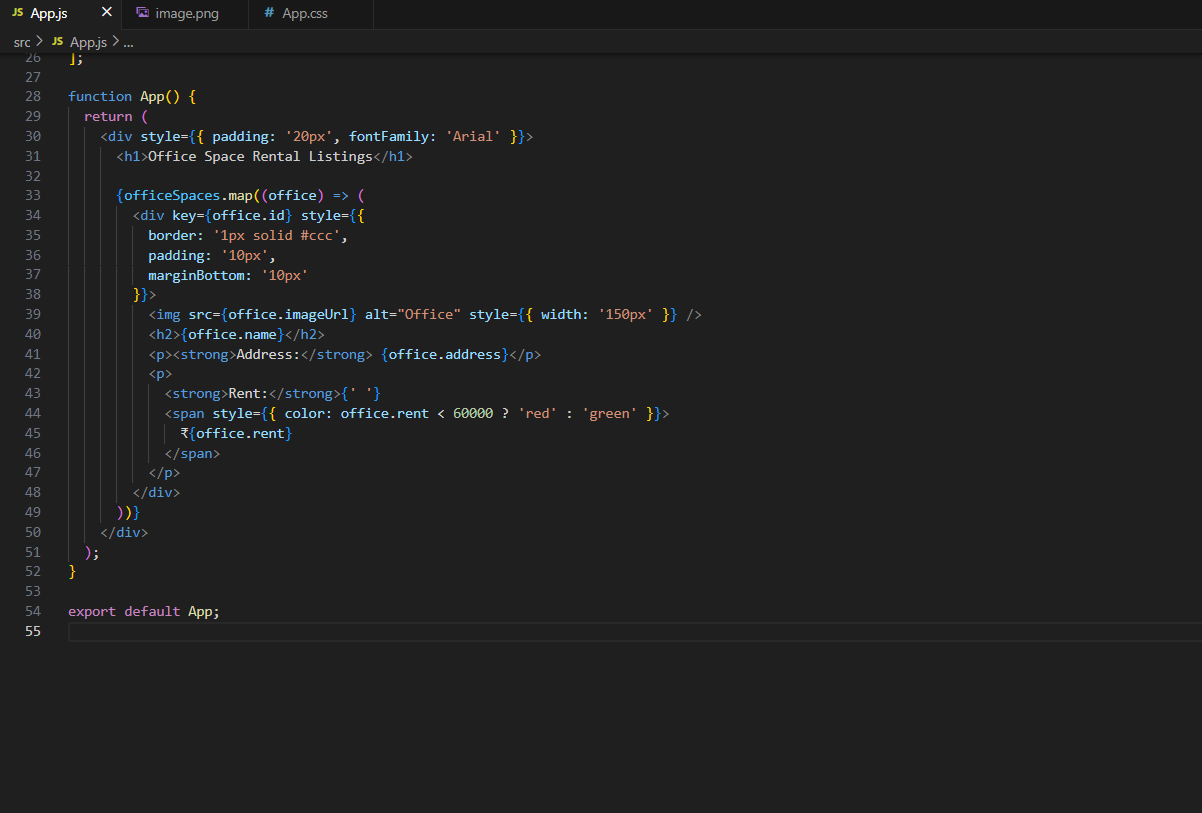 JS App.js × image.png # App.css
src > JS App.js > ...
26 ];
27
28 function App() {
29 return (
30 <div style={{ padding: '20px', fontFamily: 'Arial' }}>
31 <h1>Office Space Rental Listings</h1>
32
33 {officeSpaces.map((office) => (
34 <div key={office.id} style={{
35 border: '1px solid #ccc',
36 padding: '10px',
37 marginBottom: '10px'
38 }}>
39 <img src={office.imageUrl} alt="Office" style={{ width: '150px' }} />
40 <h2>{office.name}</h2>
41 <p><strong>Address:</strong> {office.address}</p>
42 <p>
43 <strong>Rent:</strong>{' '}
44 <span style={{ color: office.rent < 60000 ? 'red' : 'green' }}>
45 ₹{office.rent}
46 </span>
47 </p>
48 </div>
49 ))}
50 </div>
51 );
52 }
53
54 export default App;
55